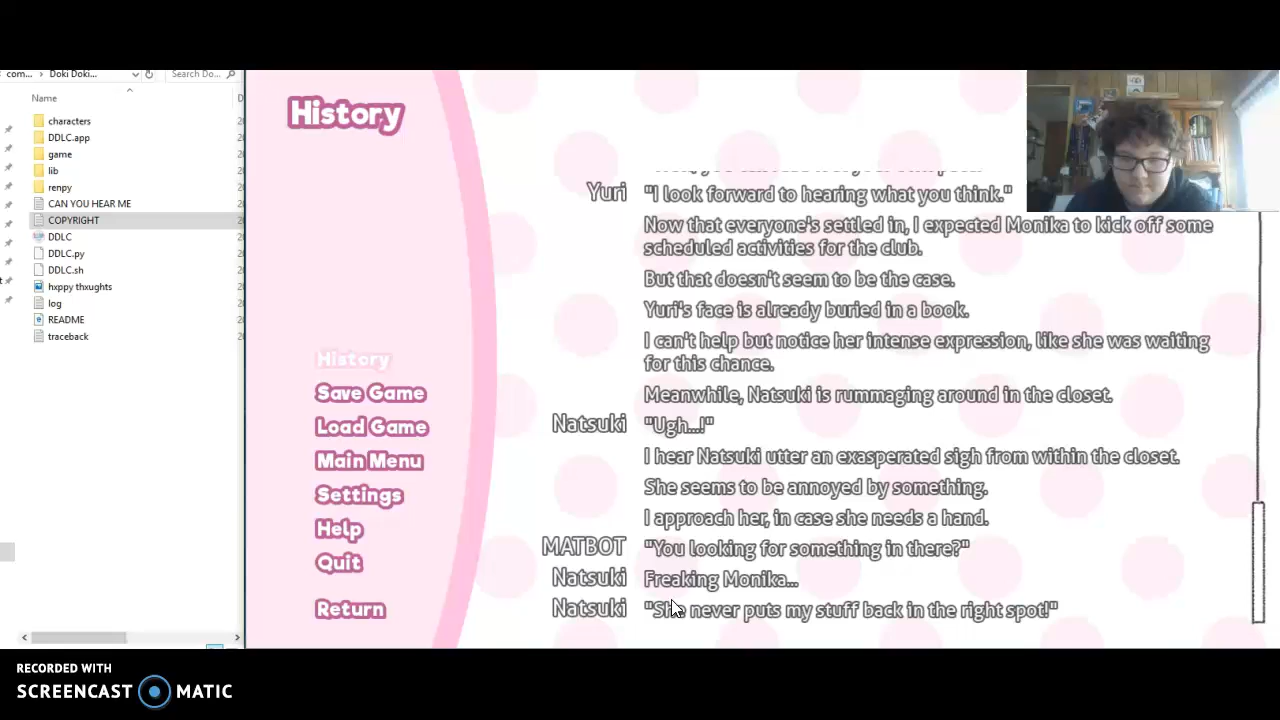 com... > Doki Doki...
Search Do...
Name
characters
DDLC.app
game
lib
renpy
CAN YOU HEAR ME
COPYRIGHT
DDLC
DDLC.py
DDLC.sh
hxppy thxughts
log
README
traceback
History
History
Save Game
Load Game
Main Menu
Settings
Help
Quit
Return
Yuri "I look forward to hearing what you think."
Now that everyone's settled in, I expected Monika to kick off some
scheduled activities for the club.
But that doesn't seem to be the case.
Yuri's face is already buried in a book.
I can't help but notice her intense expression, like she was waiting
for this chance.
Meanwhile, Natsuki is rummaging around in the closet.
Natsuki "Ugh...!"
I hear Natsuki utter an exasperated sigh from within the closet.
She seems to be annoyed by something.
I approach her, in case she needs a hand.
MATBOT "You looking for something in there?"
Natsuki Freaking Monika...
Natsuki "She never puts my stuff back in the right spot!"
RECORDED WITH
SCREENCAST MATIC